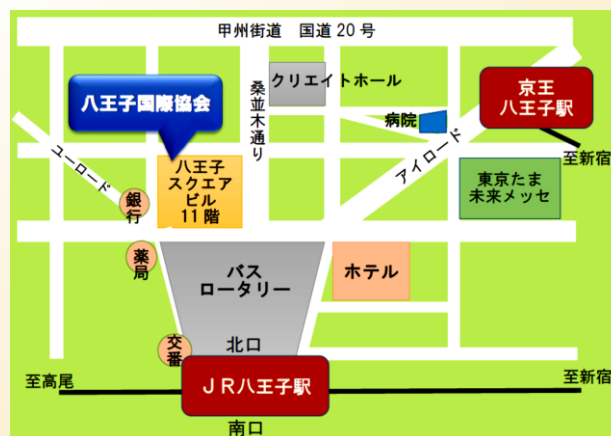 甲州街道　国道20号
クリエイトホール
京王
八王子駅
八王子国際協会
桑並木通り
病院
至新宿
ユーロード
アイロード
八王子
スクエア
ビル
11階
東京たま
未来メッセ
銀行
薬局
バス
ロータリー
ホテル
交番
北口
至高尾
ＪＲ八王子駅
至新宿
南口